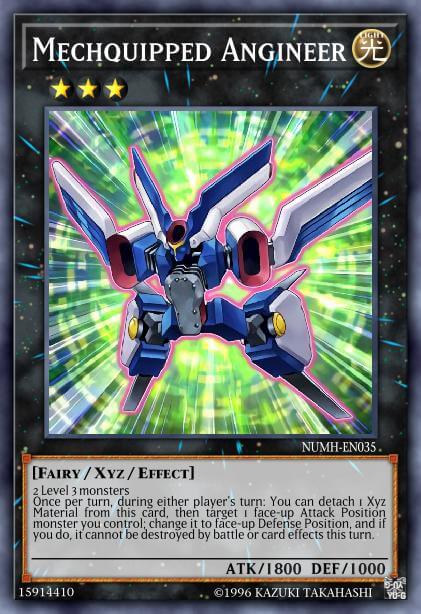 MECHQUIPPED ANGINEER
LIGHT
光
NUMH-EN035
[FAIRY / XYZ / EFFECT]
2 Level 3 monsters
Once per turn, during either player's turn: You can detach 1 Xyz
Material from this card, then target 1 face-up Attack Position
monster you control; change it to face-up Defense Position, and if
you do, it cannot be destroyed by battle or card effects this turn.
ATK/1800 DEF/1000
15914410
©1996 KAZUKI TAKAHASHI